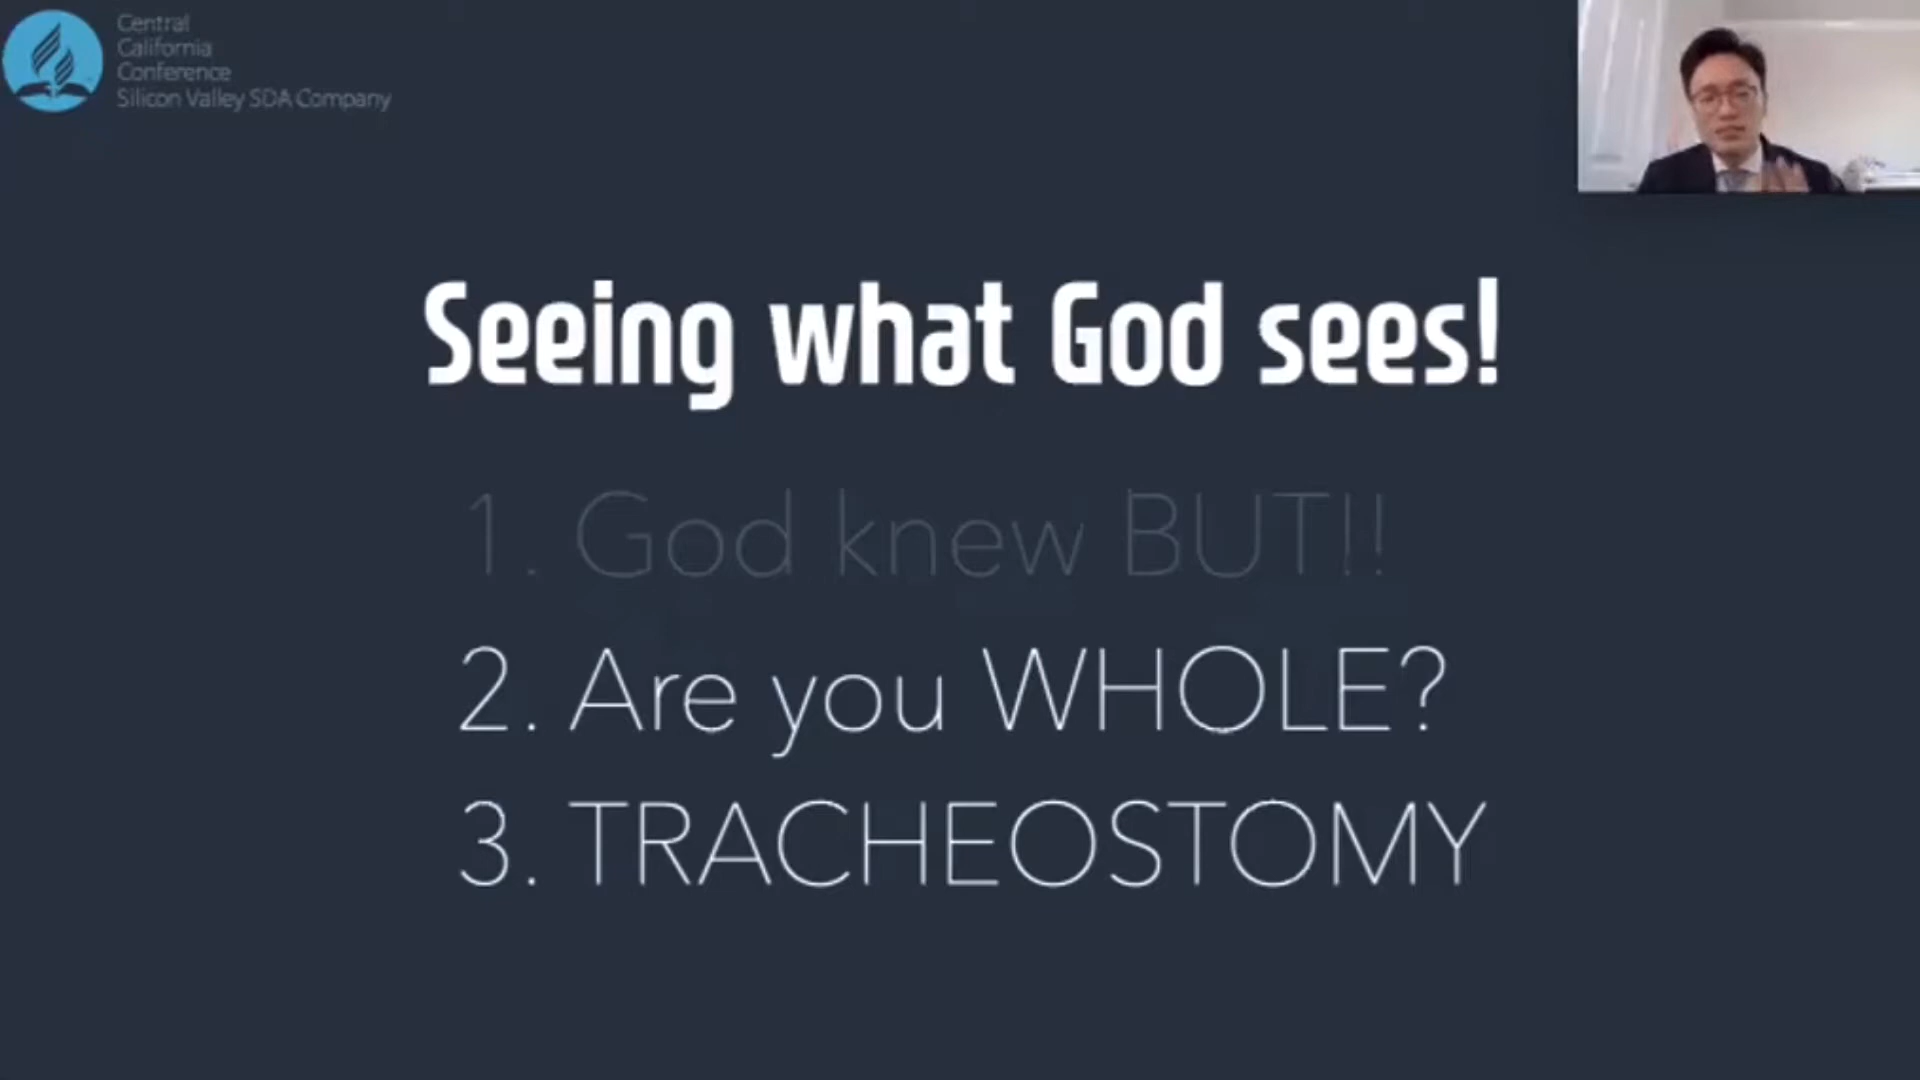 Central
California
Conference
Silicon Valley SDA Company
Seeing what God sees!
1. God knew BUT!!
2. Are you WHOLE?
3. TRACHEOSTOMY